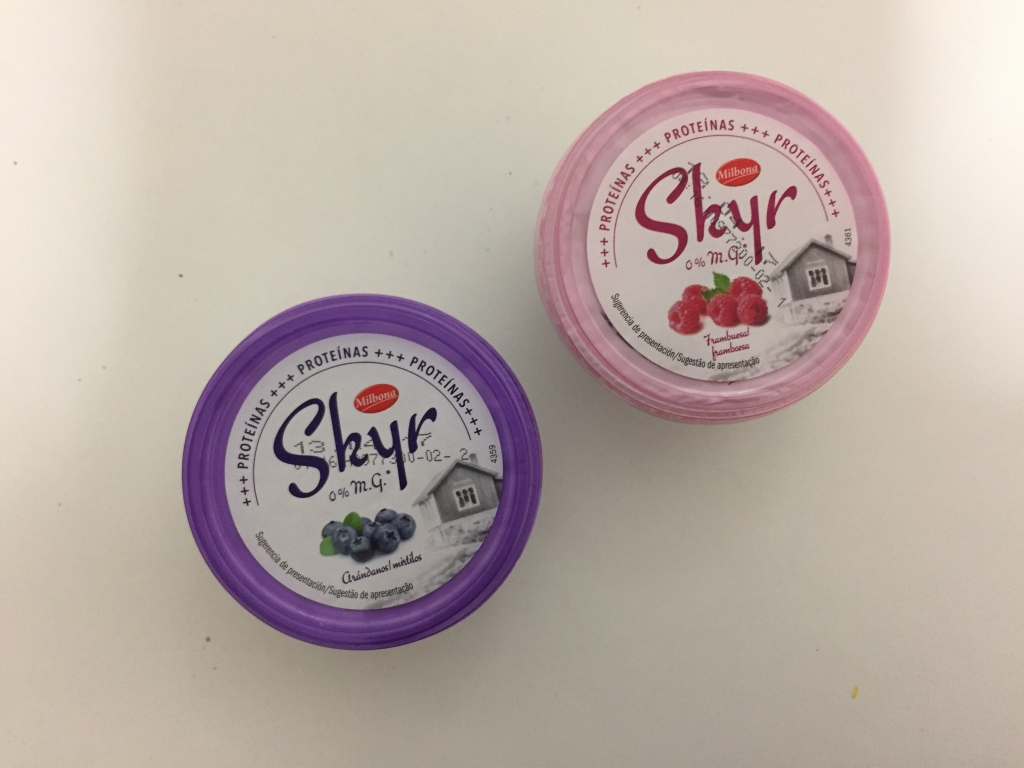 +++ PROTEÍNAS +++ PROTEÍNAS +++ PROTEÍNAS +++
Milbona
Skyr
0% M.G.*
4359
Arándanos/ mirtilos
Sugerencia de presentación/Sugestão de apresentação
+++ PROTEÍNAS +++ PROTEÍNAS +++ PROTEÍNAS +++
Milbona
Skyr
0% M.G.*
4361
Frambuesa/
framboesa
Sugerencia de presentación/Sugestão de apresentação